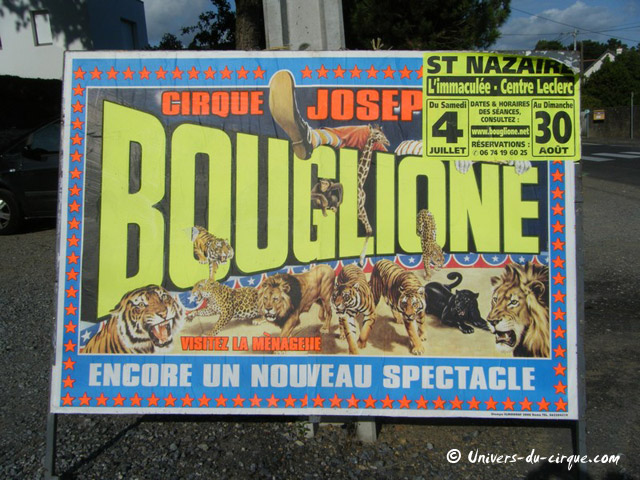 ST NAZAIRE
L'immaculée - Centre Leclerc
Du Samedi
4
JUILLET
DATES & HORAIRES
DES SÉANCES,
CONSULTEZ :
www.bouglione.net
RÉSERVATIONS :
06 74 19 60 25
Au Dimanche
30
AOÛT
CIRQUE JOSEP
BOUGLIONE
VISITEZ LA MÉNAGERIE
ENCORE UN NOUVEAU SPECTACLE
© Univers-du-cirque.com